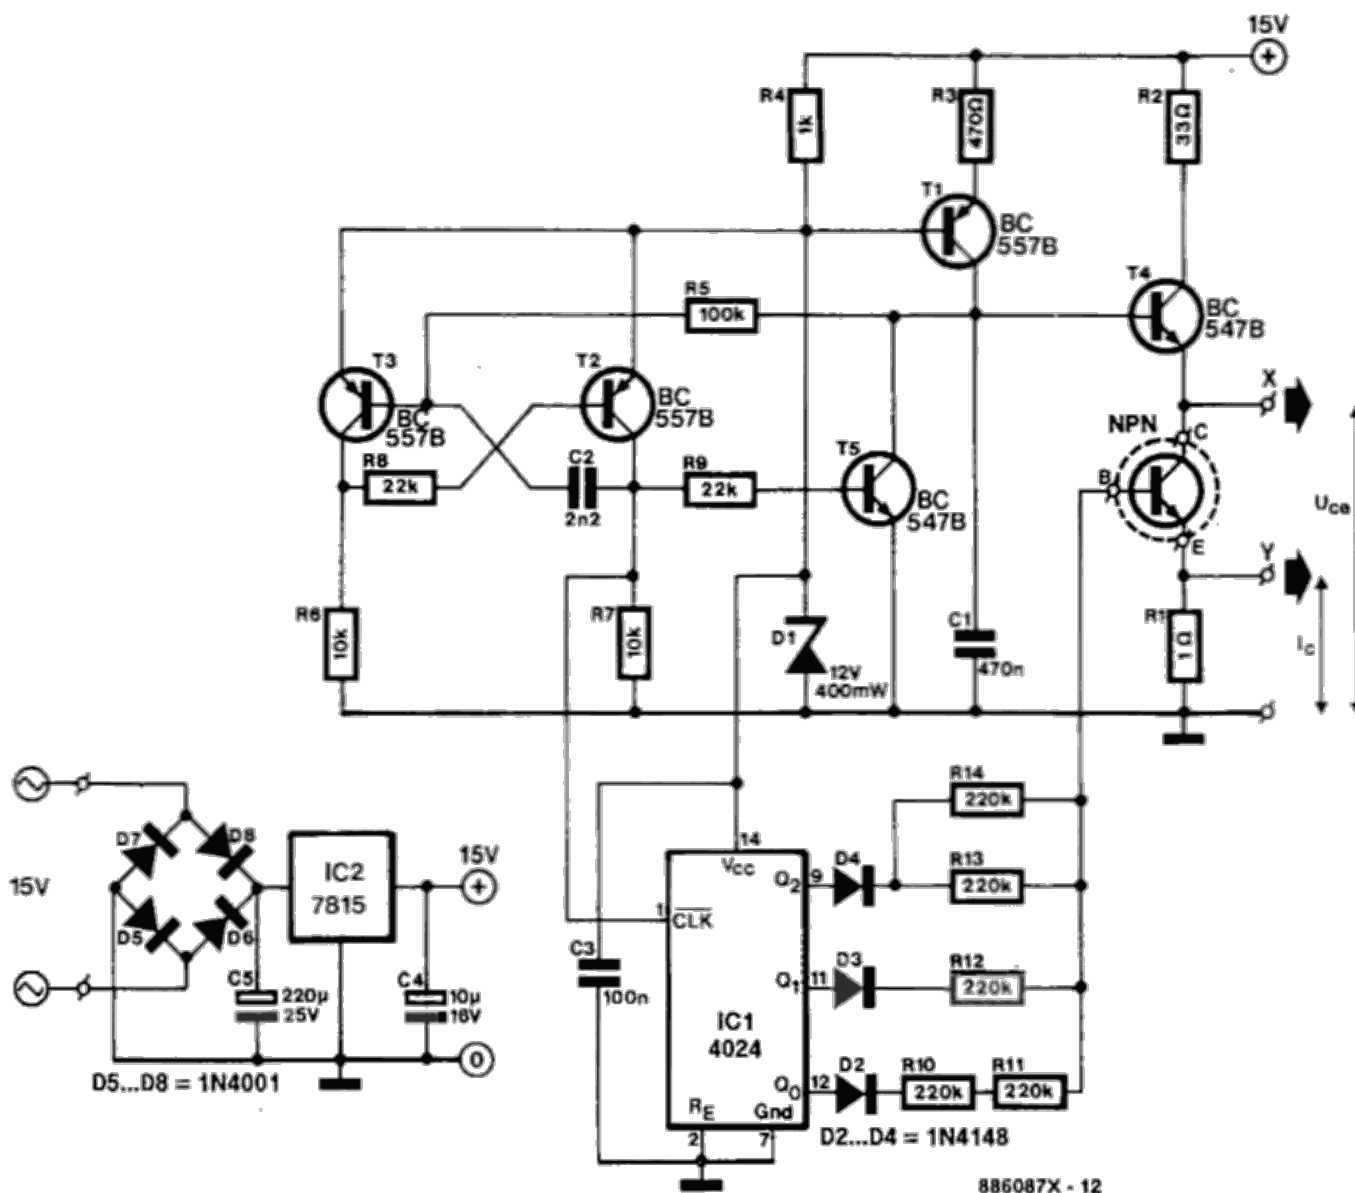 15V
+
R4
1k
R3
470Ω
R2
33Ω
T1
BC
557B
T4
BC
547B
R5
100k
T3
BC
557B
T2
BC
557B
X
NPN
C
B
E
Uce
R8
22k
C2
2n2
R9
22k
T5
BC
547B
Y
R6
10k
R7
10k
D1
12V
400mW
C1
470n
R1
1Ω
IC
15V
D7
D8
D5
D6
IC2
7815
15V
+
C5
220μ
25V
C4
10μ
16V
0
D5...D8 = 1N4001
14
VCC
1
CLK
C3
100n
IC1
4024
Q2
9
D4
R14
220k
R13
220k
Q1
11
D3
R12
220k
Q0
12
D2
R10
220k
R11
220k
RE
2
Gnd
7
D2...D4 = 1N4148
886087X - 12